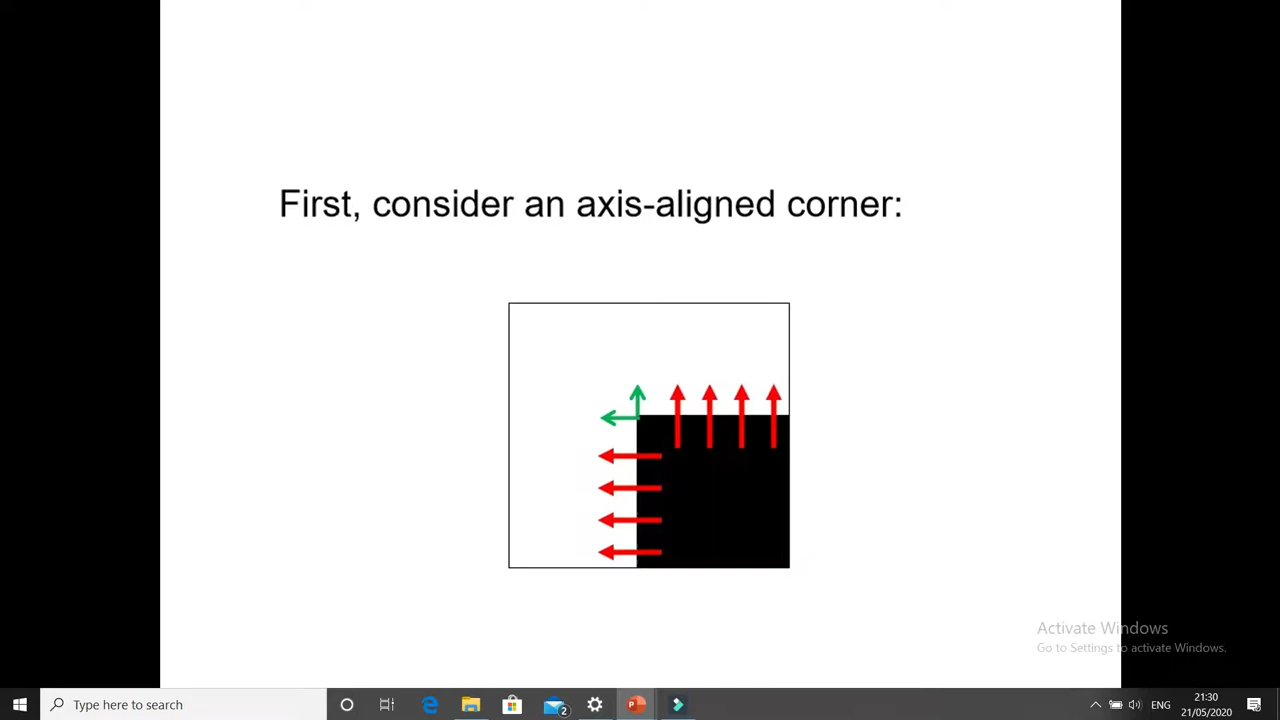 First, consider an axis-aligned corner:
Activate Windows
Go to Settings to activate Windows.
Type here to search
2
ENG
21:30
21/05/2020